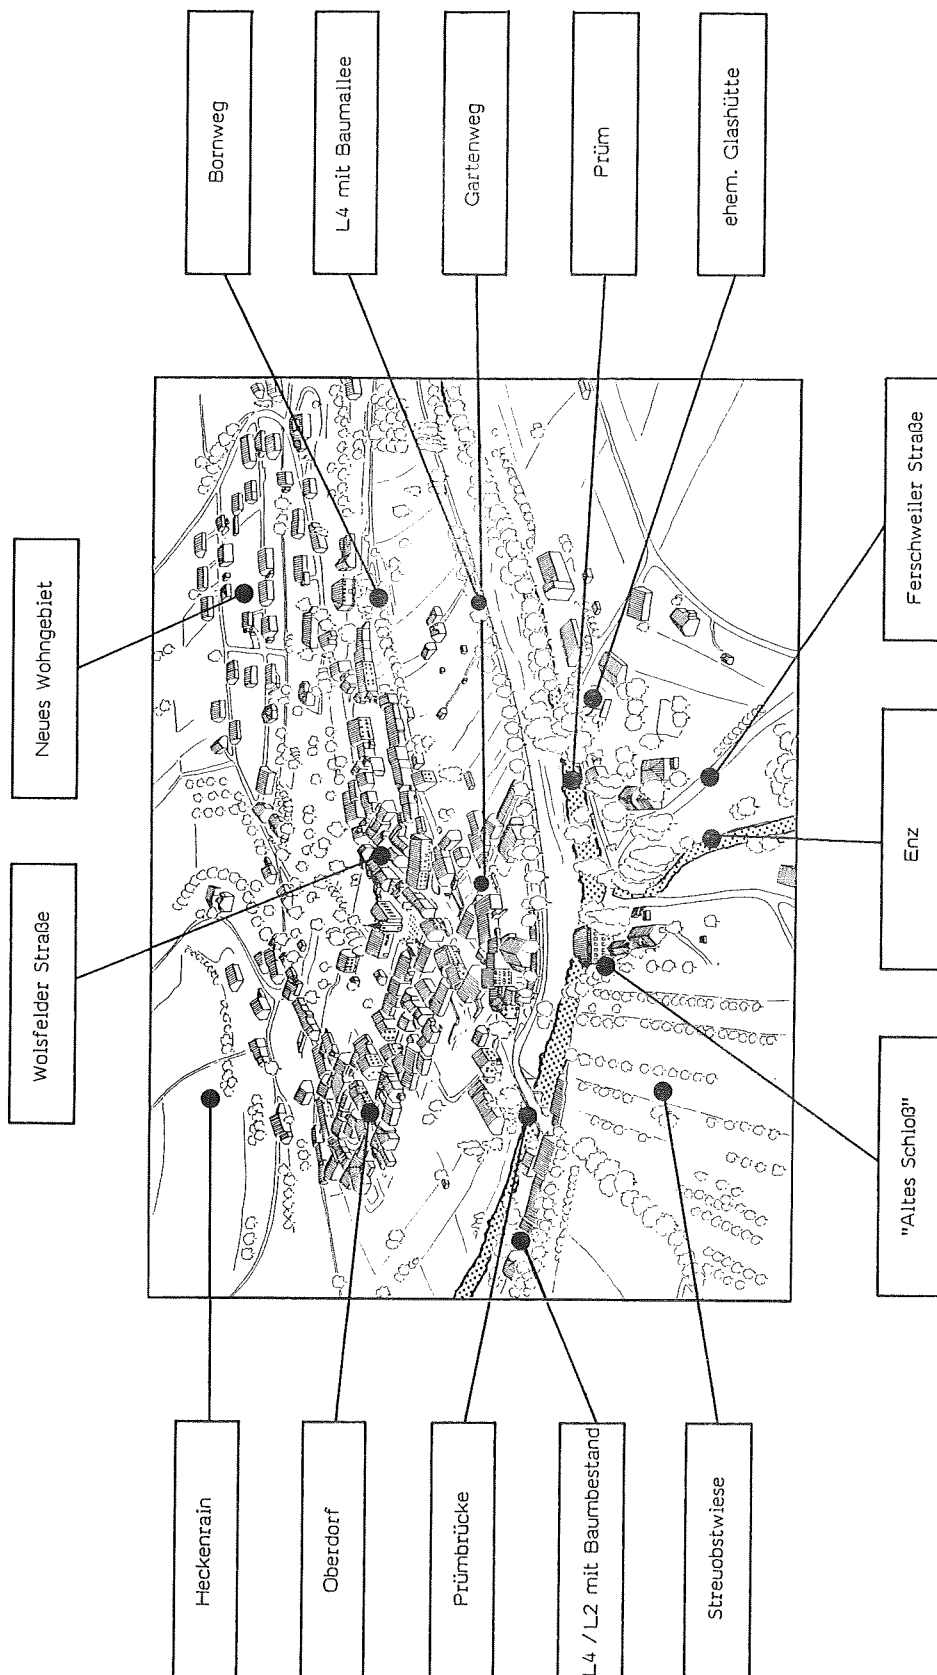 Neues Wohngebiet
Wolsfelder Straße
Bornweg
L4 mit Baumallee
Gartenweg
Prüm
ehem. Glashütte
Heckenrain
Oberdorf
Prümbrücke
L4 / L2 mit Baumbestand
Streuobstwiese
"Altes Schloß"
Enz
Ferschweiler Straße